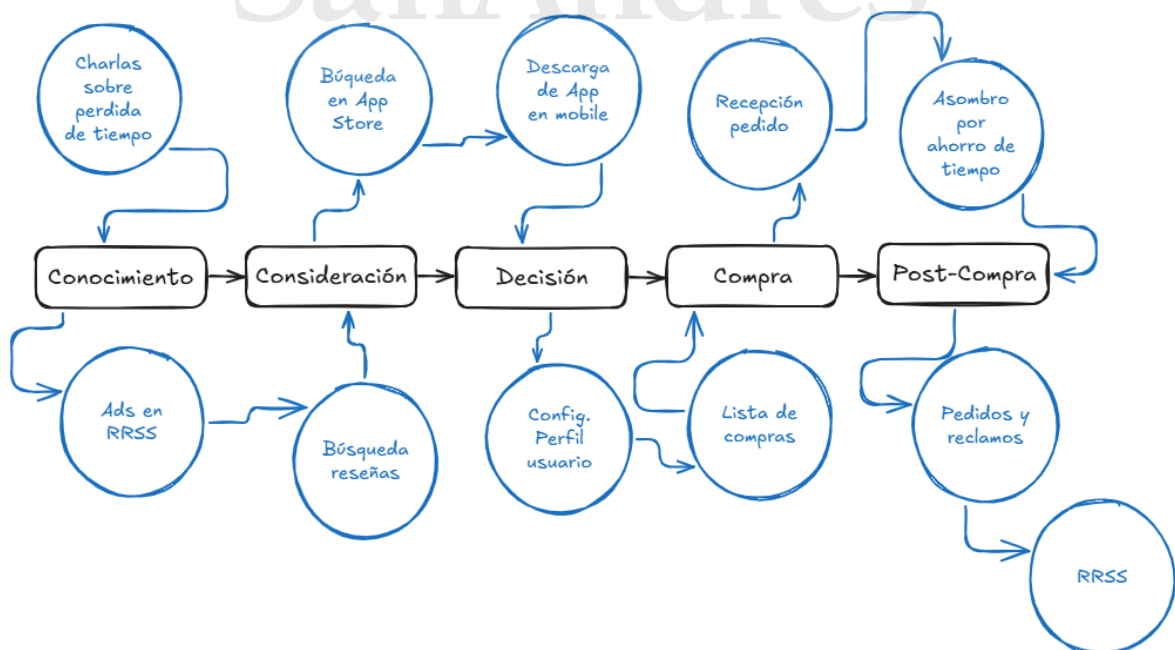 SanAndrés
Charlas
sobre
perdida
de tiempo
Búqueda
en App
Store
Descarga
de App
en mobile
Recepción
pedido
Asombro
por
ahorro de
tiempo
Conocimiento
Consideración
Decisión
Compra
Post-Compra
Ads en
RRSS
Búsqueda
reseñas
Config.
Perfil
usuario
Lista de
compras
Pedidos y
reclamos
RRSS